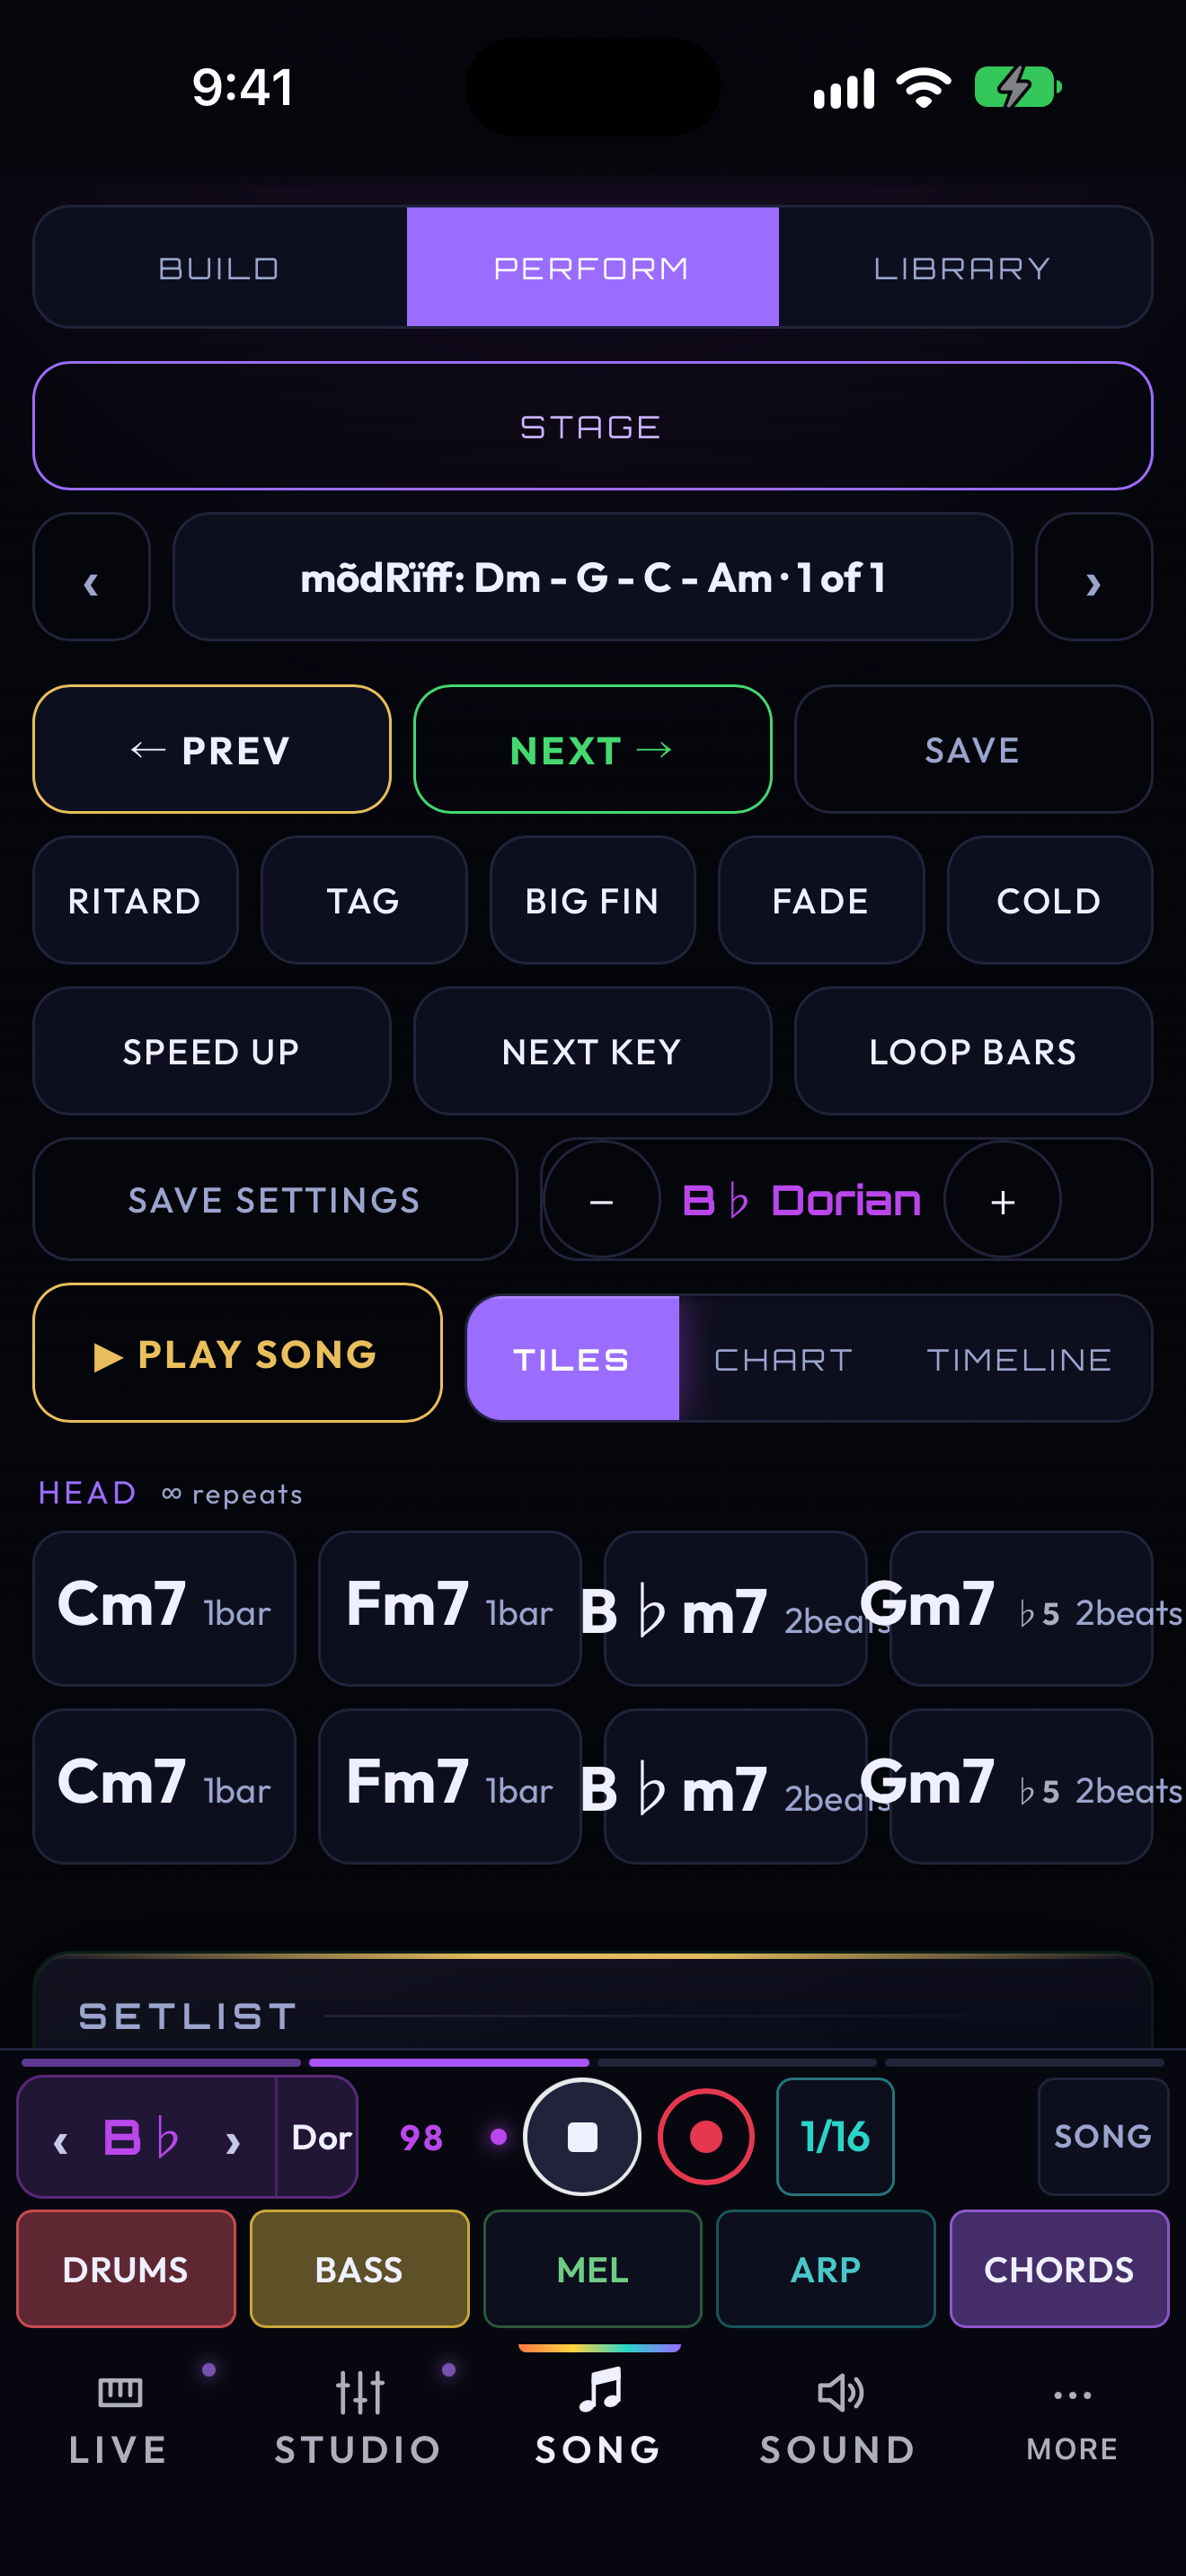 9:41
BUILD PERFORM LIBRARY
STAGE
‹ mõdRïff: Dm - G - C - Am · 1 of 1 ›
← PREV NEXT → SAVE
RITARD TAG BIG FIN FADE COLD
SPEED UP NEXT KEY LOOP BARS
SAVE SETTINGS − B♭ Dorian +
▶ PLAY SONG TILES CHART TIMELINE
HEAD ∞ repeats
Cm7 1bar Fm7 1bar B♭m7 2beats Gm7 ♭5 2beats
Cm7 1bar Fm7 1bar B♭m7 2beats Gm7 ♭5 2beats
SETLIST
‹ B♭ › Dor 98 1/16 SONG
DRUMS BASS MEL ARP CHORDS
LIVE STUDIO SONG SOUND MORE